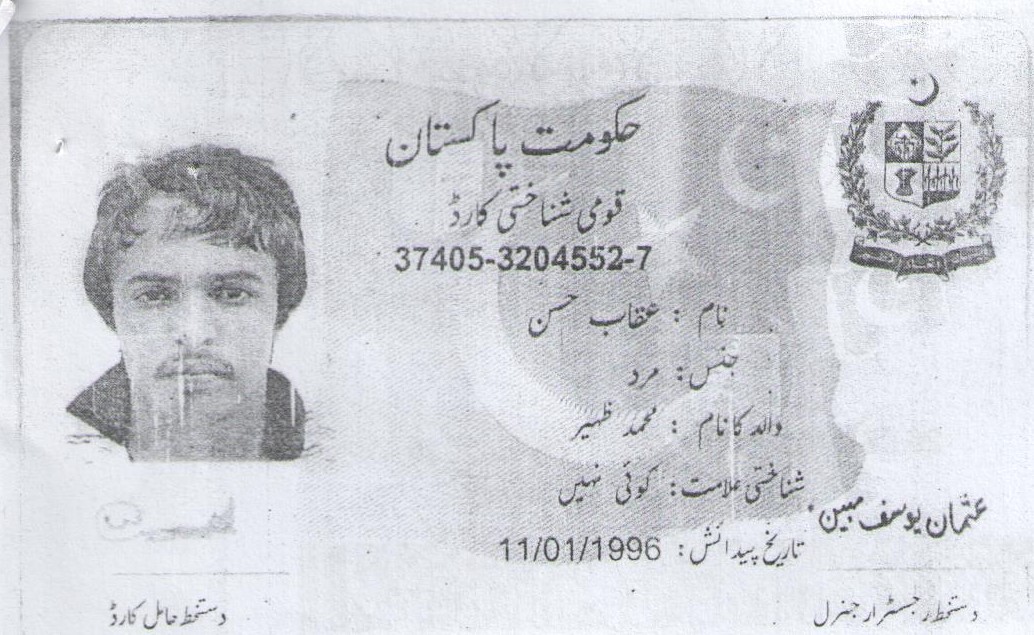 حکومت پاکستان
قومی شناختی کارڈ
37405-3204552-7
نام : عقاب حسن
جنس: مرد
والد کا نام : محمد ظہیر
شناختی علامت: کوئی نہیں
عثمان یوسف مبین
تاریخ پیدائش: 11/01/1996
دستخط رجسٹرار جنرل
دستخط حامل کارڈ